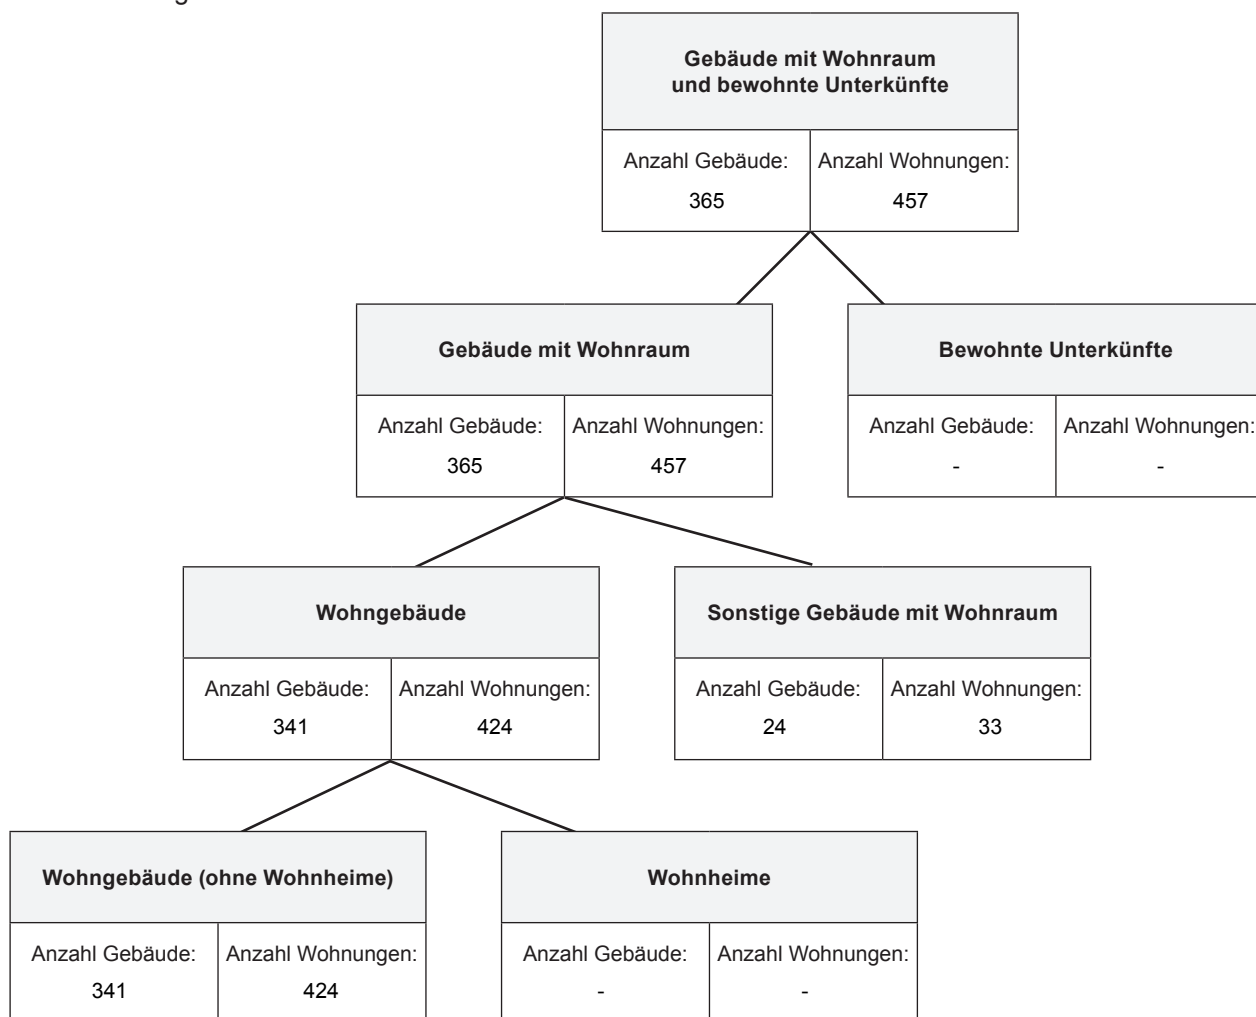 Gebäude mit Wohnraum
und bewohnte Unterkünfte
Anzahl Gebäude: Anzahl Wohnungen:
365 457
Gebäude mit Wohnraum
Anzahl Gebäude: Anzahl Wohnungen:
365 457
Bewohnte Unterkünfte
Anzahl Gebäude: Anzahl Wohnungen:
- -
Wohngebäude
Anzahl Gebäude: Anzahl Wohnungen:
341 424
Sonstige Gebäude mit Wohnraum
Anzahl Gebäude: Anzahl Wohnungen:
24 33
Wohngebäude (ohne Wohnheime)
Anzahl Gebäude: Anzahl Wohnungen:
341 424
Wohnheime
Anzahl Gebäude: Anzahl Wohnungen:
- -